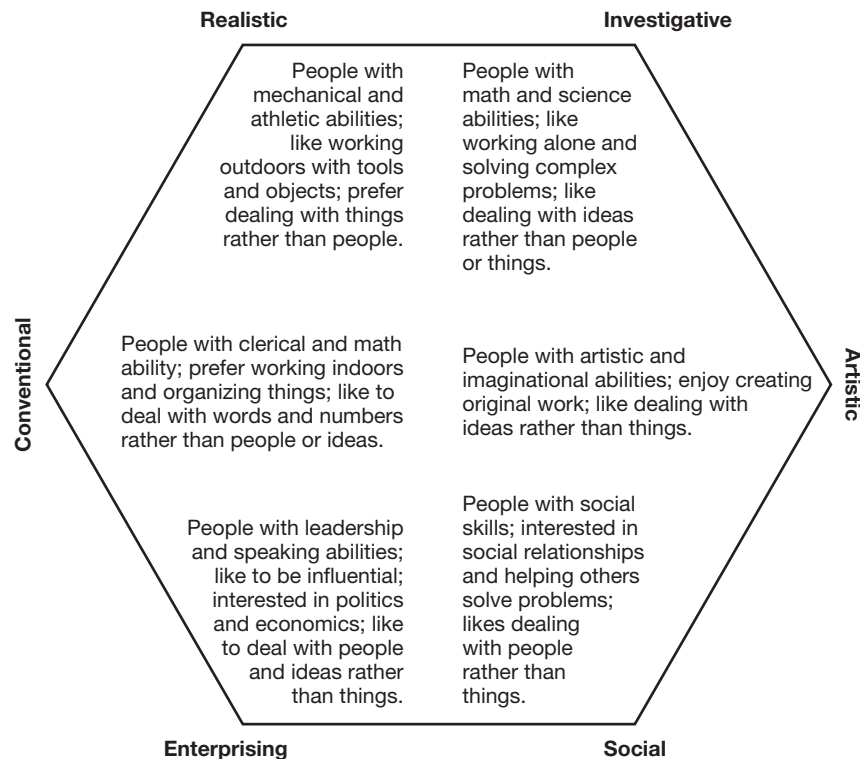 Realistic
Investigative
People with
mechanical and
athletic abilities;
like working
outdoors with tools
and objects; prefer
dealing with things
rather than people.
People with
math and science
abilities; like
working alone and
solving complex
problems; like
dealing with ideas
rather than people
or things.
Conventional
People with clerical and math
ability; prefer working indoors
and organizing things; like to
deal with words and numbers
rather than people or ideas.
People with artistic and
imaginational abilities; enjoy creating
original work; like dealing with
ideas rather than things.
Artistic
People with leadership
and speaking abilities;
like to be influential;
interested in politics
and economics; like
to deal with people
and ideas rather
than things.
People with social
skills; interested in
social relationships
and helping others
solve problems;
likes dealing
with people
rather than
things.
Enterprising
Social